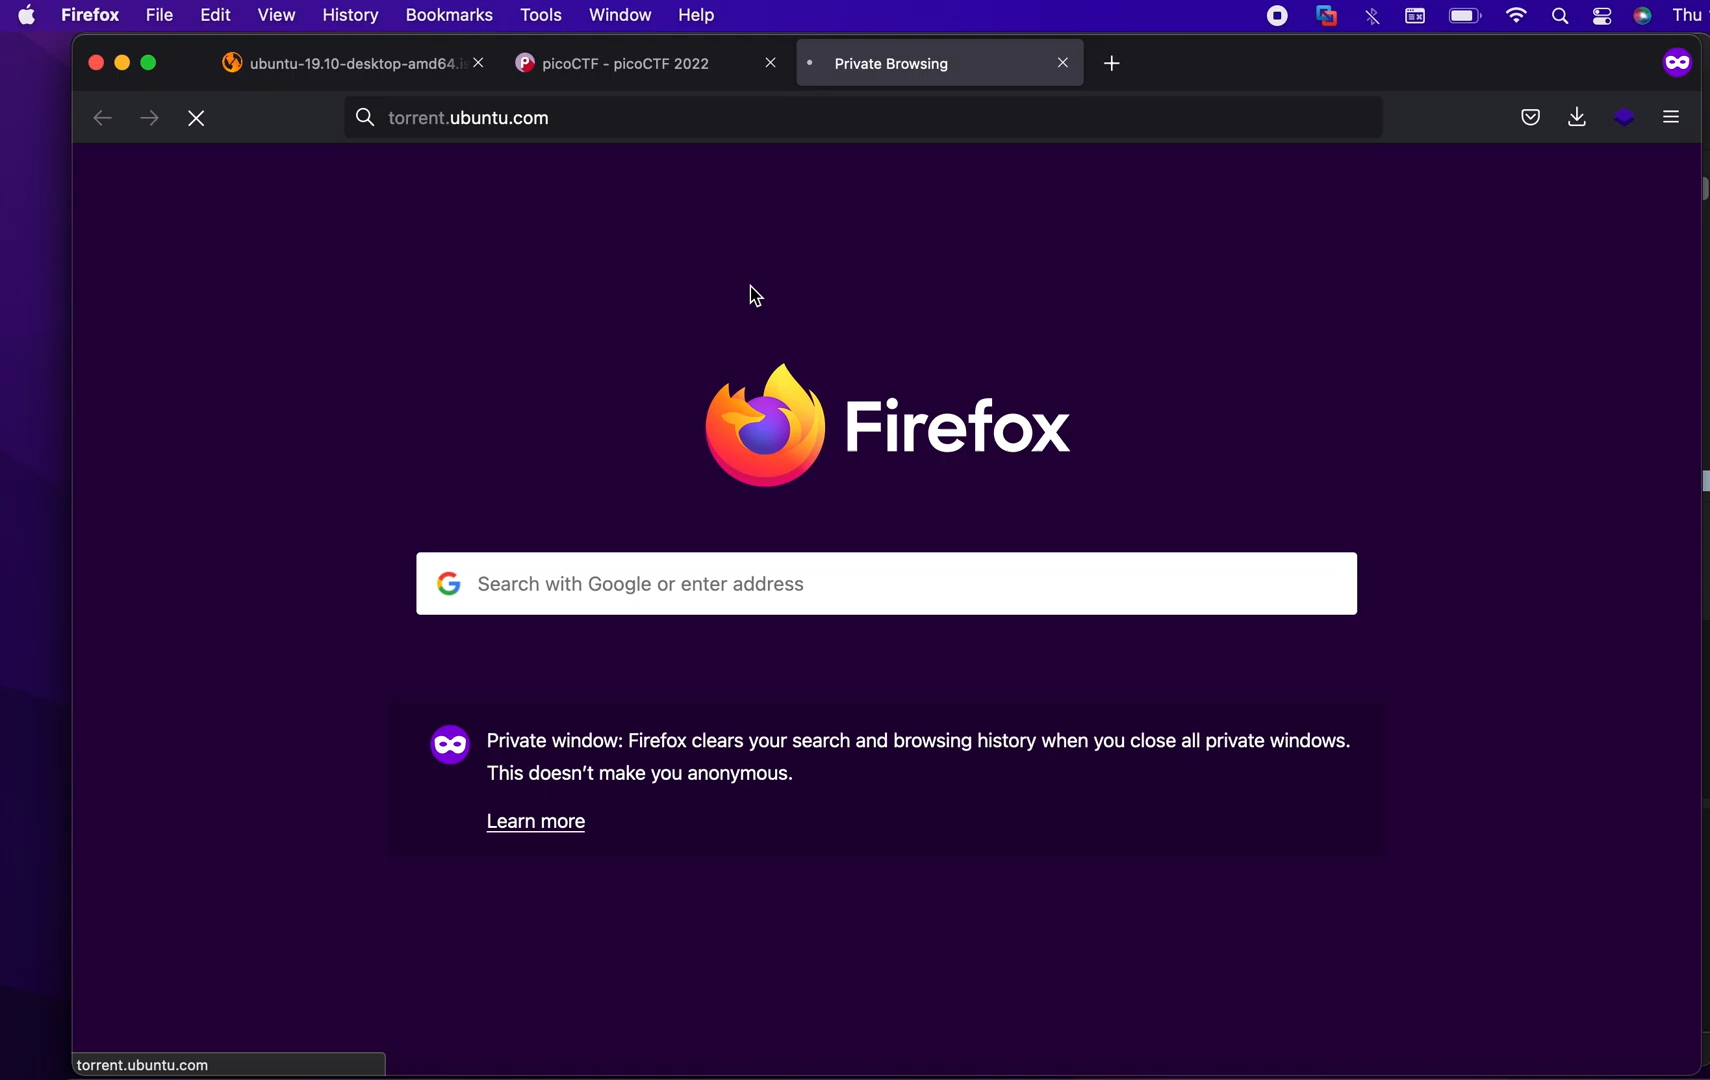 Firefox File Edit View History Bookmarks Tools Window Help Thu
ubuntu-19.10-desktop-amd64.is picoCTF - picoCTF 2022 Private Browsing
torrent.ubuntu.com
Firefox
Search with Google or enter address
Private window: Firefox clears your search and browsing history when you close all private windows.
This doesn't make you anonymous.
Learn more
torrent.ubuntu.com